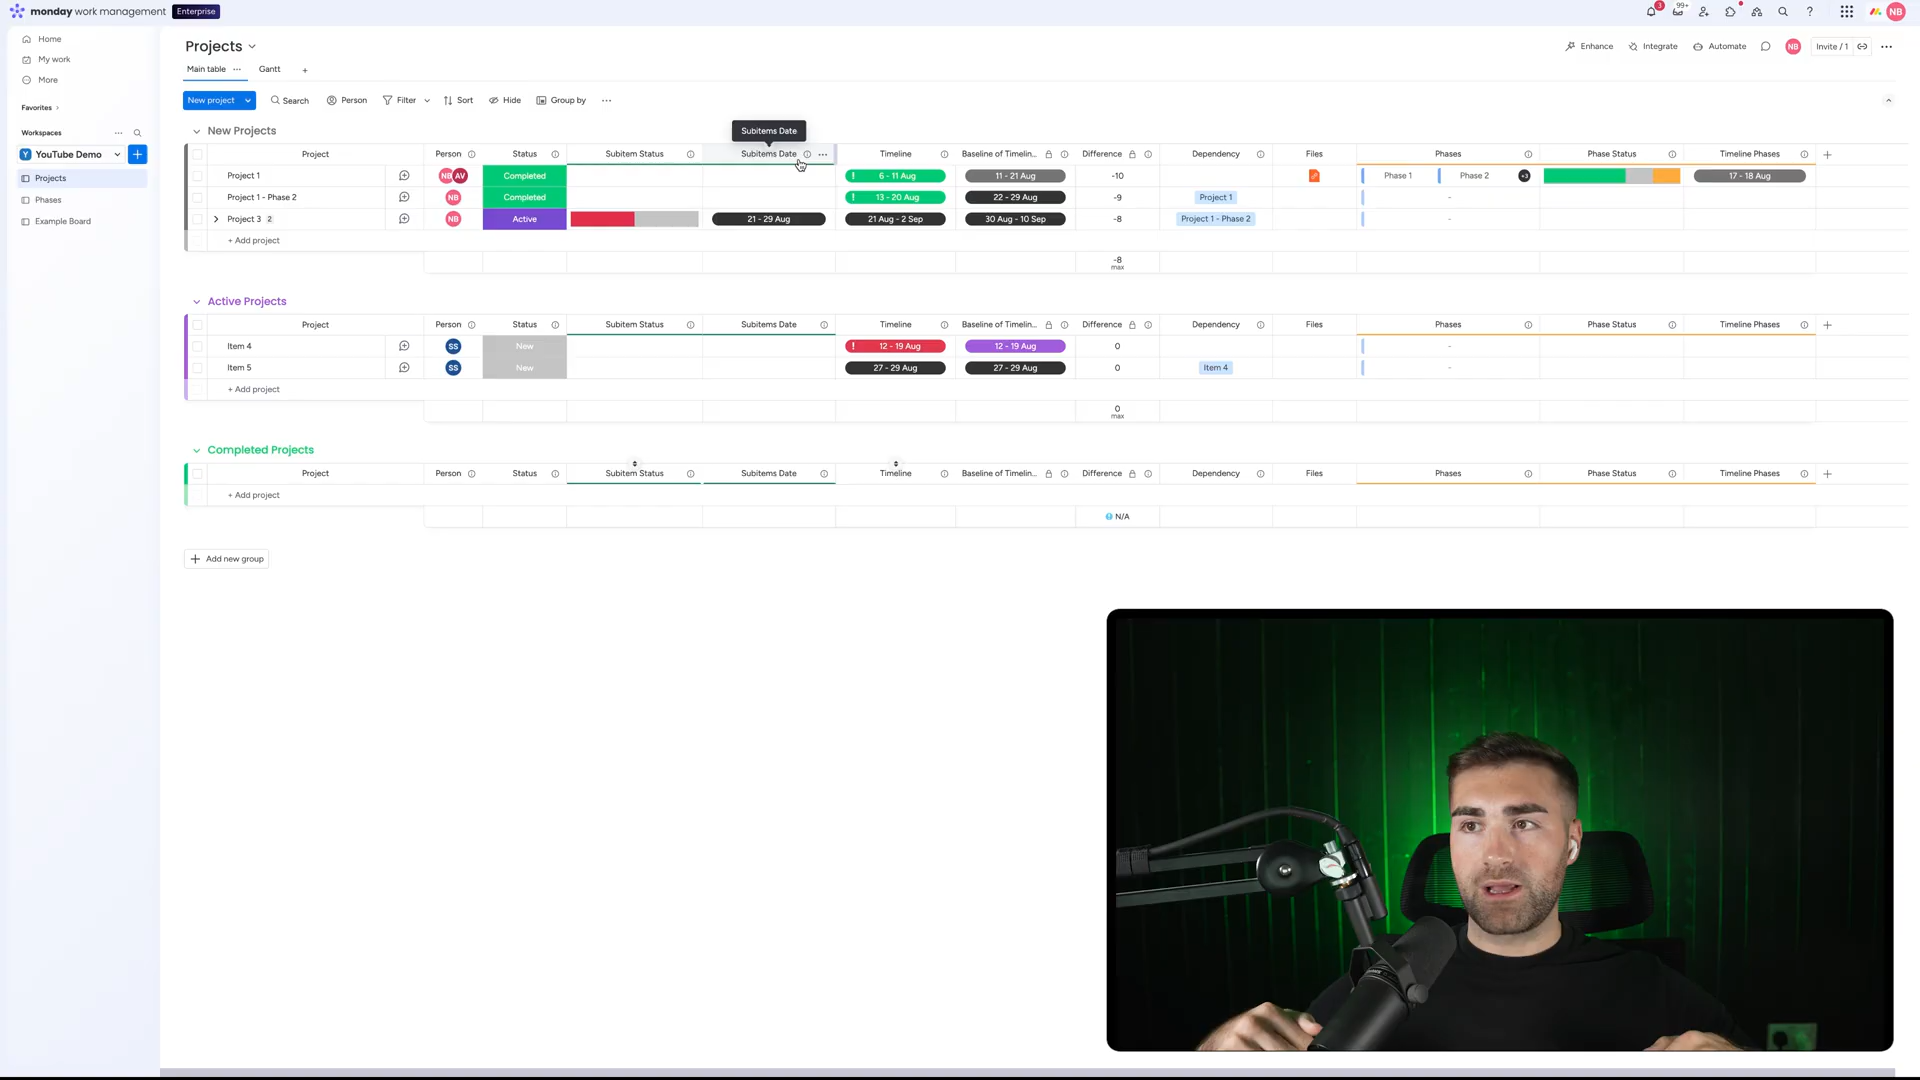 monday work management Enterprise
3 99+ NB
Home
My work
More
Favorites
Workspaces
YouTube Demo
Projects
Phases
Example Board
Projects
Enhance Integrate Automate NB Invite / 1
Main table Gantt
New project Search Person Filter Sort Hide Group by
New Projects
Subitems Date
Project Person Status Subitem Status Subitems Date Timeline Baseline of Timelin... Difference Dependency Files Phases Phase Status Timeline Phases
Project 1 NB AV Completed ! 6 - 11 Aug 11 - 21 Aug -10 Phase 1 Phase 2 +3 17 - 18 Aug
Project 1 - Phase 2 NB Completed 13 - 20 Aug 22 - 29 Aug -9 Project 1 -
Project 3 2 NB Active 21 - 29 Aug 21 Aug - 2 Sep 30 Aug - 10 Sep -8 Project 1 - Phase 2 -
+ Add project
-8
max
Active Projects
Project Person Status Subitem Status Subitems Date Timeline Baseline of Timelin... Difference Dependency Files Phases Phase Status Timeline Phases
Item 4 SS New ! 12 - 19 Aug 12 - 19 Aug 0 -
Item 5 SS New 27 - 29 Aug 27 - 29 Aug 0 Item 4 -
+ Add project
0
max
Completed Projects
Project Person Status Subitem Status Subitems Date Timeline Baseline of Timelin... Difference Dependency Files Phases Phase Status Timeline Phases
+ Add project
N/A
+ Add new group